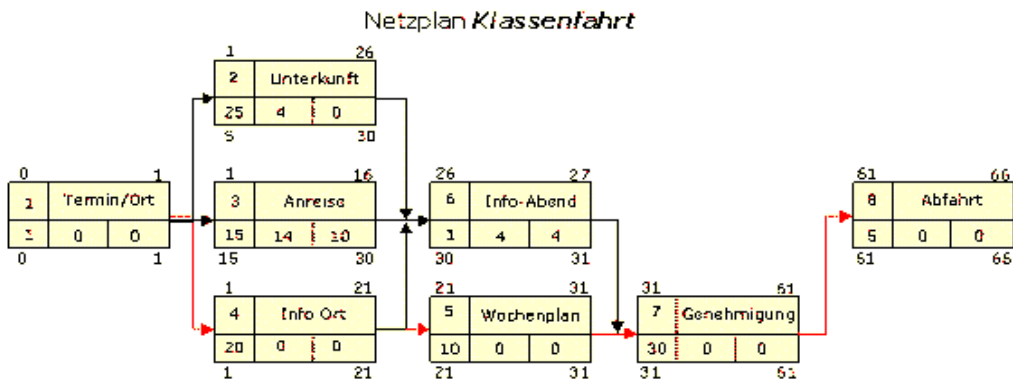 Netzplan Klassenfahrt
1 26
2 Unterkunft
25 4 0
5 30
0 1
1 Termin/Ort
1 0 0
0 1
1 16
3 Anreise
15 14 10
15 30
1 21
4 Info Ort
20 0 0
1 21
26 27
6 Info-Abend
1 4 4
30 31
21 31
5 Wochenplan
10 0 0
21 31
31 61
7 Genehmigung
30 0 0
31 61
61 66
8 Abfahrt
5 0 0
61 66